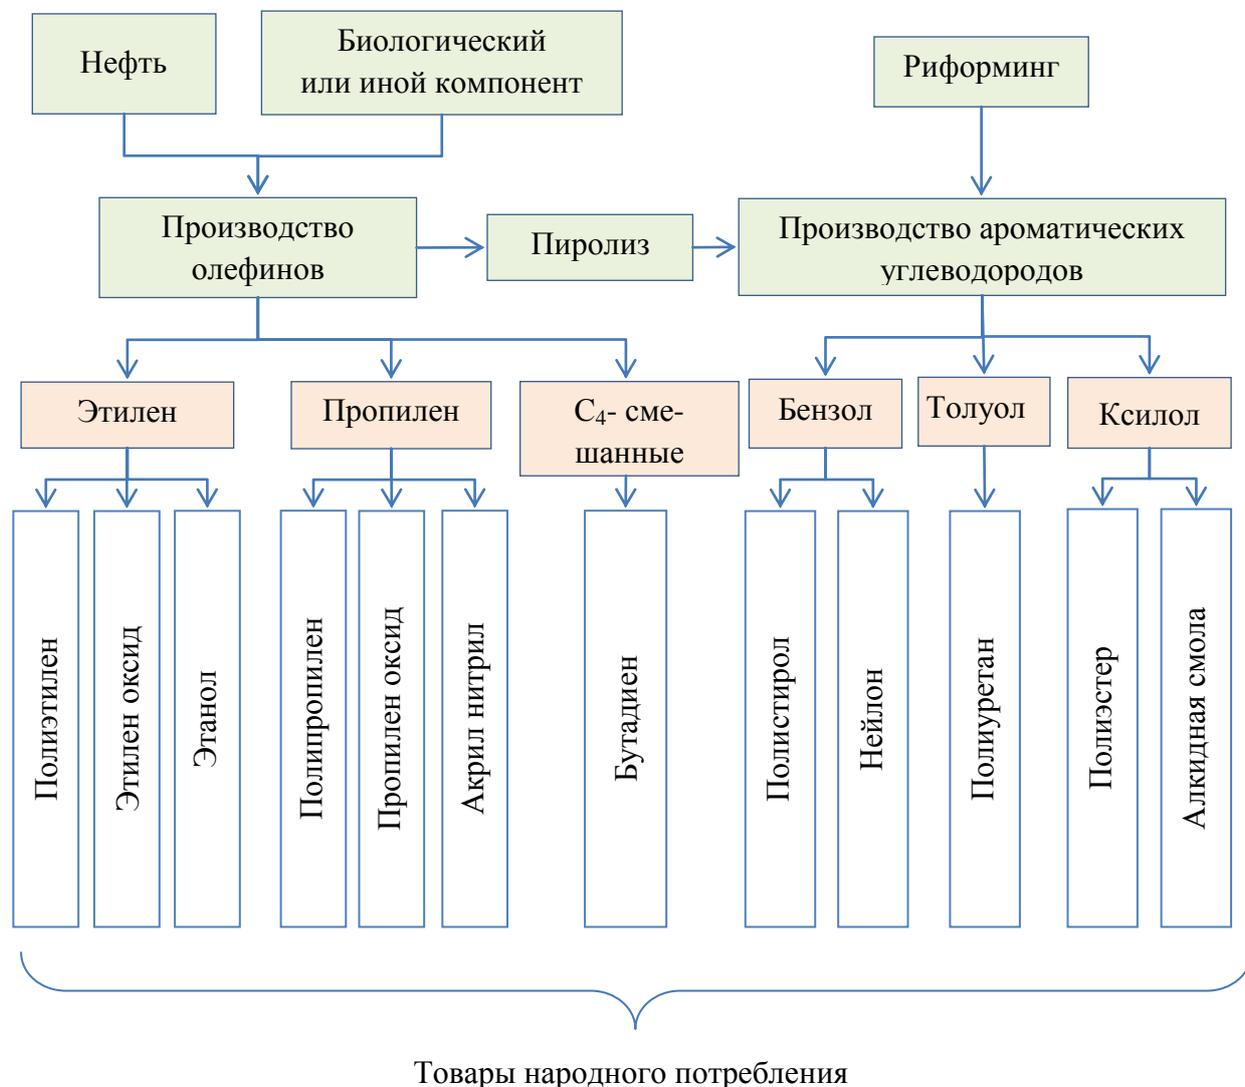 Нефть
Биологический
или иной компонент
Риформинг
Производство
олефинов
Пиролиз
Производство ароматических
углеводородов
Этилен
Пропилен
C₄- сме-
шанные
Бензол
Толуол
Ксилол
Полиэтилен
Этилен оксид
Этанол
Полипропилен
Пропилен оксид
Акрил нитрил
Бутадиен
Полистирол
Нейлон
Полиуретан
Полиэстер
Алкидная смола
Товары народного потребления